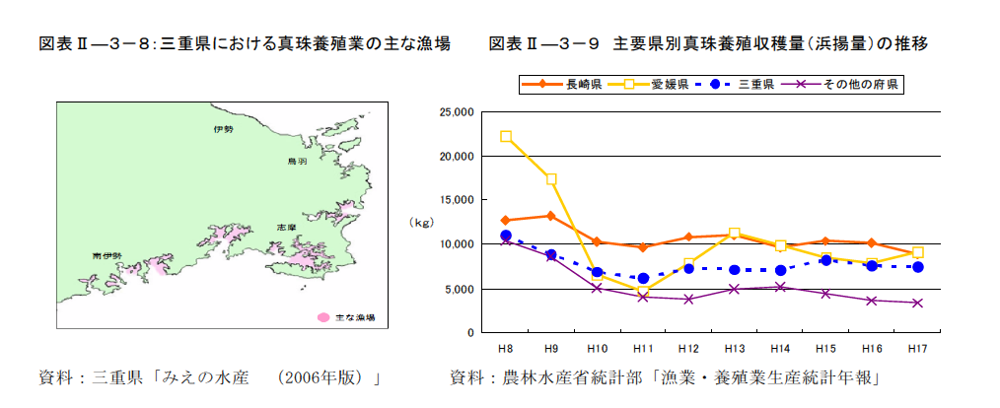 図表Ⅱ―３－８：三重県における真珠養殖業の主な漁場
伊勢
鳥羽
志摩
南伊勢
主な漁場
資料：三重県「みえの水産　（2006年版）」
図表Ⅱ―３－９　主要県別真珠養殖収穫量（浜揚量）の推移
長崎県 愛媛県 三重県 その他の府県
（kg）
25,000
20,000
15,000
10,000
5,000
0
H8 H9 H10 H11 H12 H13 H14 H15 H16 H17
資料：農林水産省統計部「漁業・養殖業生産統計年報」